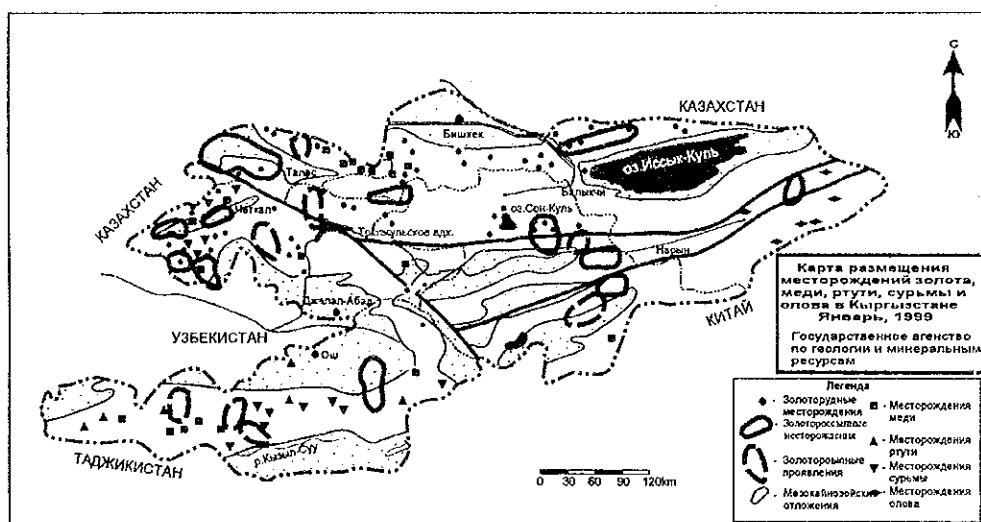 С
Ю
КАЗАХСТАН
Бишкек
оз.Иссык-Куль
Талас
Балыкчи
КАЗАХСТАН
Чаткал
оз.Сон-Куль
Токтогульское вдх.
Нарын
Джалал-Абад
УЗБЕКИСТАН
КИТАЙ
Ош
ТАДЖИКИСТАН
р.Кызыл-Суу
0 30 60 90 120km
Карта размещения
месторождений золота,
меди, ртути, сурьмы и
олова в Кыргызстане
Январь, 1999
Государственное агенство
по геологии и минеральным
ресурсам
Легенда
- Золоторудные
месторождения
- Золотороссыпные
месторождения
- Золоторосыпные
проявления
- Мезокайнозойские
отложения
- Месторождения
меди
- Месторождения
ртути
- Месторождения
сурьмы
- Месторождения
олова